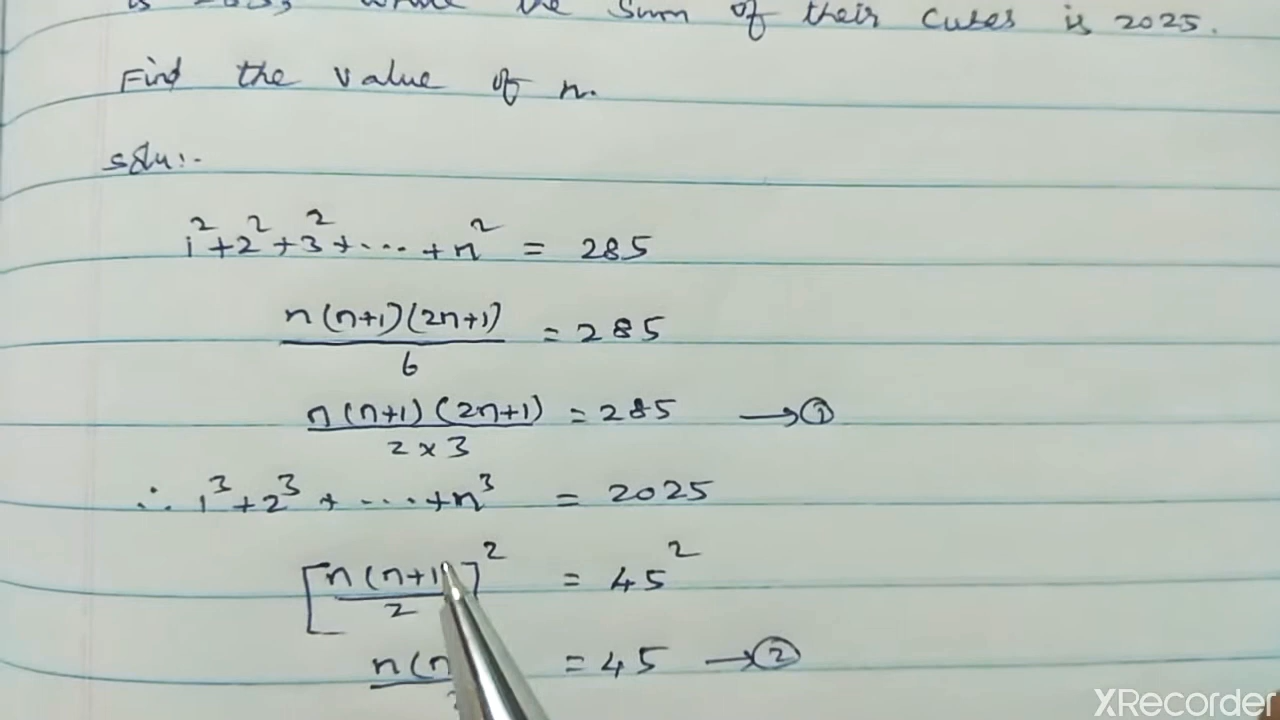 is 285, while the sum of their cubes is 2025.
Find the value of n.
Soln:-
1²+2²+3²+...+n² = 285
n(n+1)(2n+1)/6 = 285
n(n+1)(2n+1)/2×3 = 285 → ①
∴ 1³+2³+...+n³ = 2025
[n(n+1)/2]² = 45²
n(n = 45 → ②
XRecorder